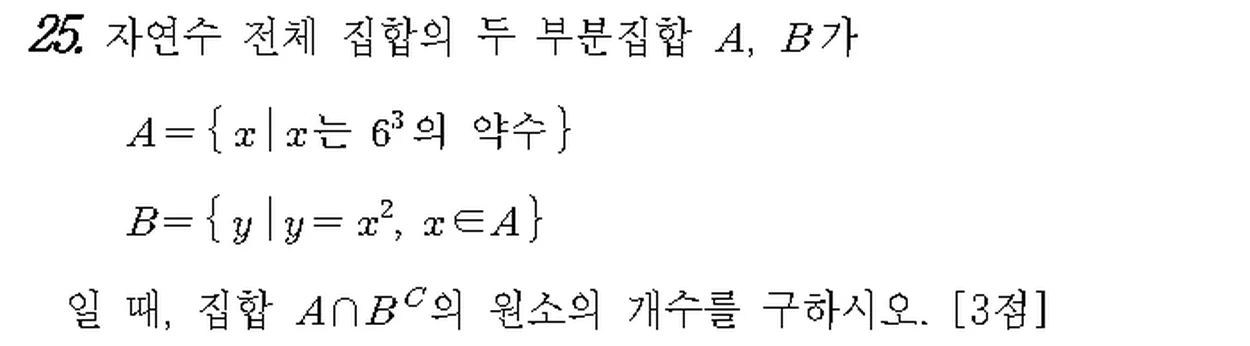 25. 자연수 전체 집합의 두 부분집합 A, B가
A={x|x는 6³의 약수}
B={y|y=x², x∈A}
일 때, 집합 A∩Bᶜ의 원소의 개수를 구하시오. [3점]